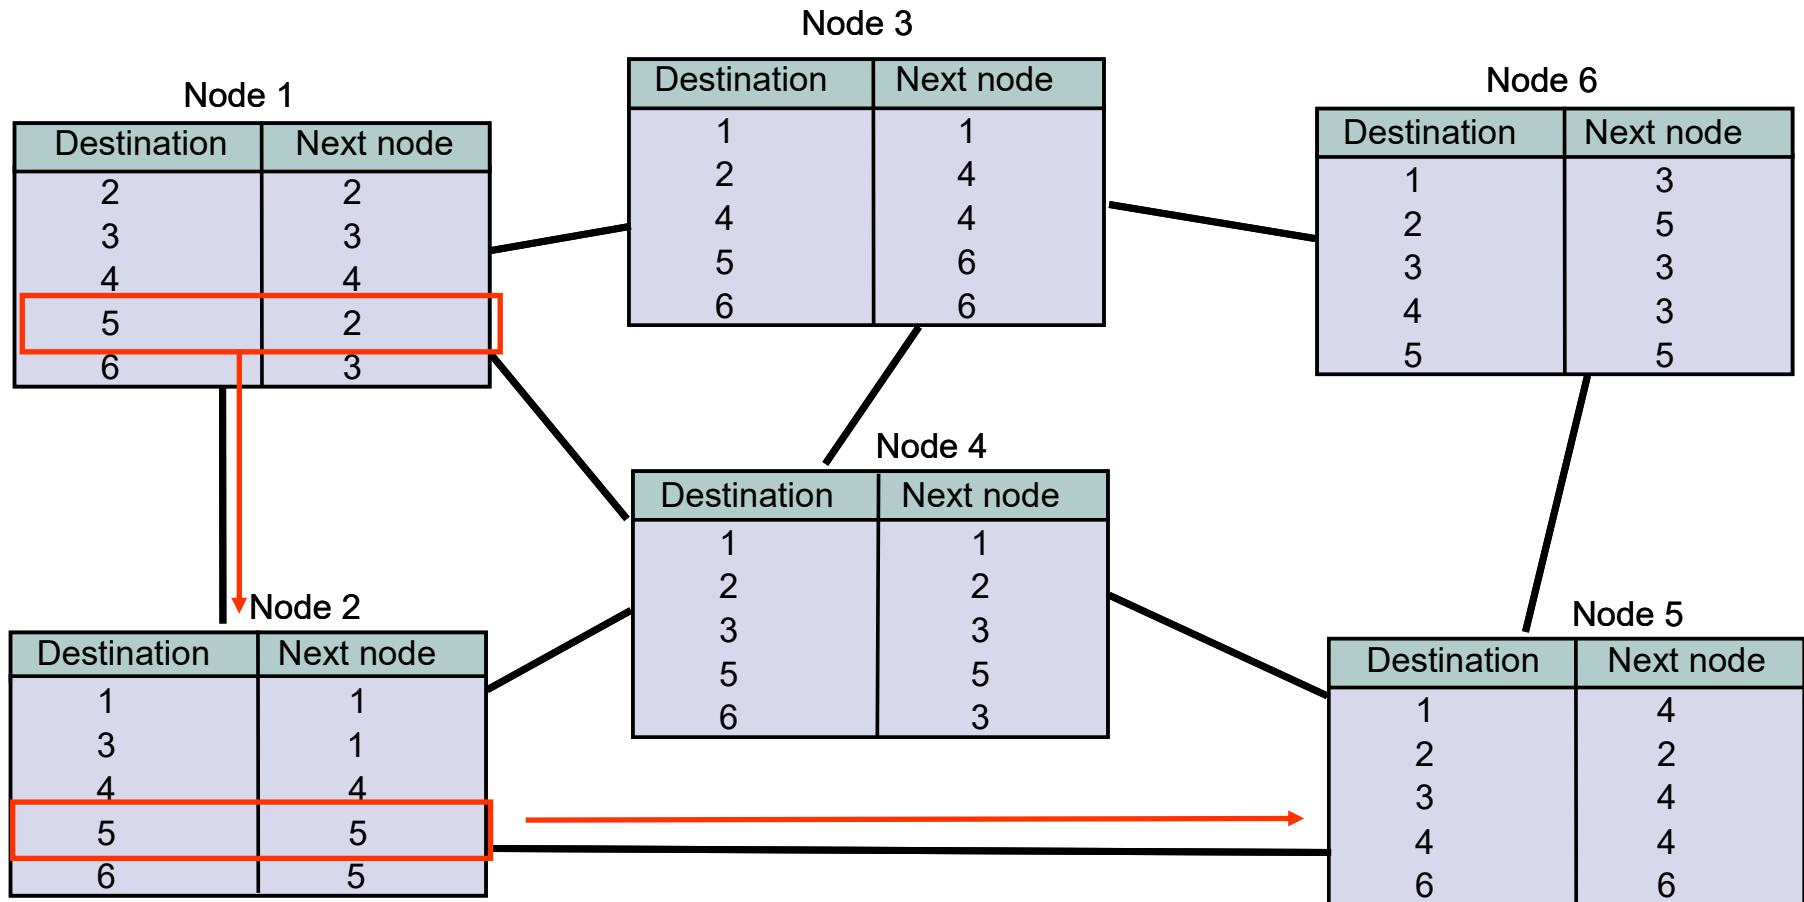 Node 3
Destination Next node
1 1
2 4
4 4
5 6
6 6
Node 1
Destination Next node
2 2
3 3
4 4
5 2
6 3
Node 6
Destination Next node
1 3
2 5
3 3
4 3
5 5
Node 4
Destination Next node
1 1
2 2
3 3
5 5
6 3
Node 2
Destination Next node
1 1
3 1
4 4
5 5
6 5
Node 5
Destination Next node
1 4
2 2
3 4
4 4
6 6